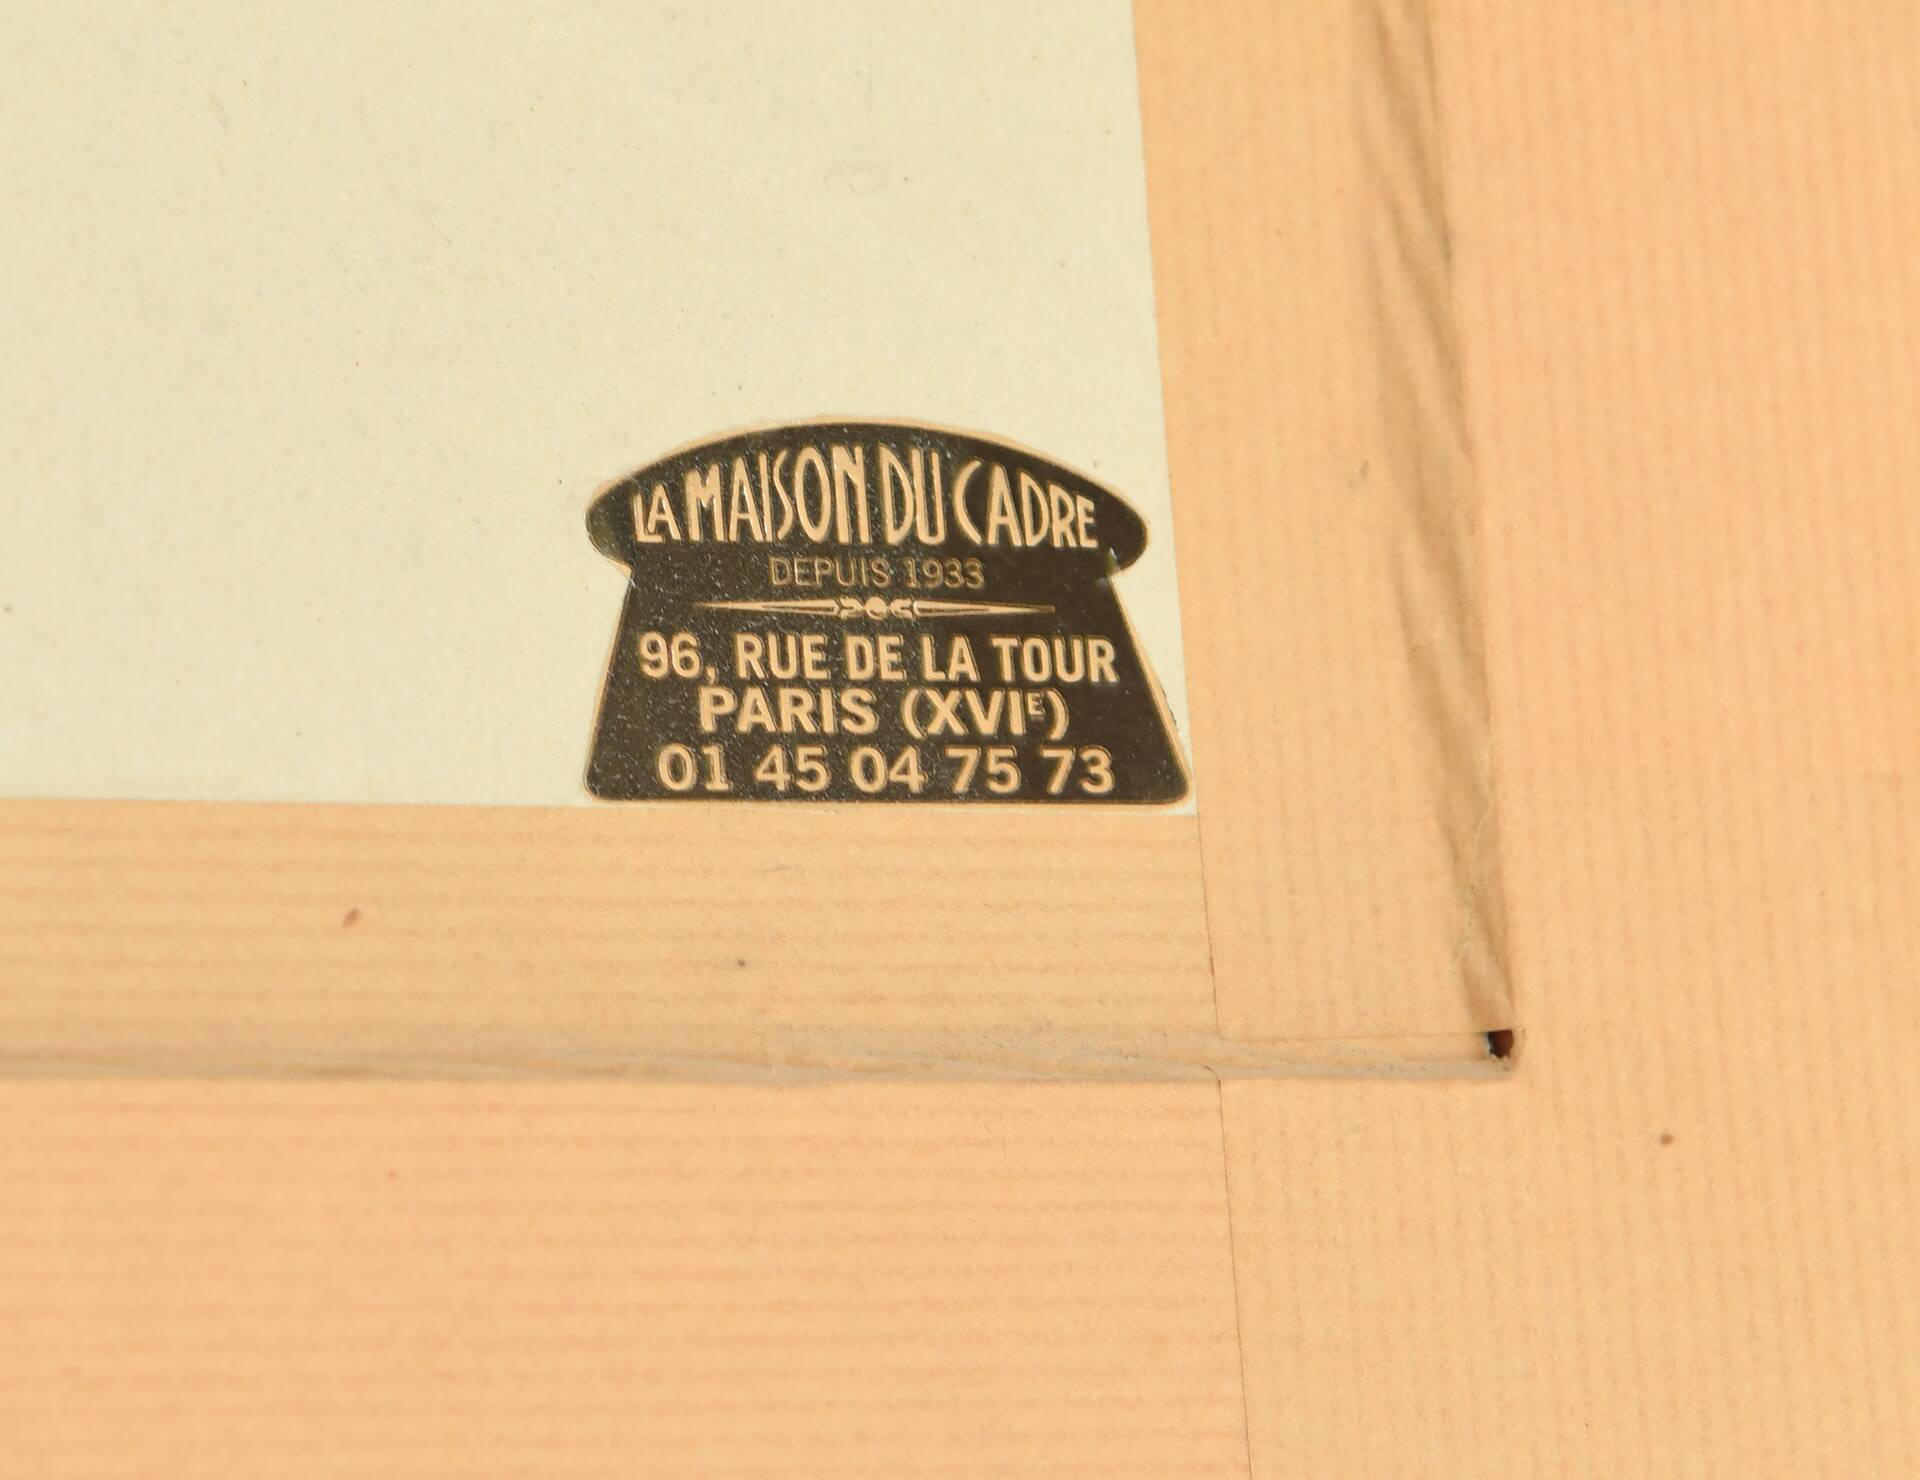 LA MAISON DU CADRE
DEPUIS 1933
96, RUE DE LA TOUR
PARIS (XVIᴱ)
01 45 04 75 73